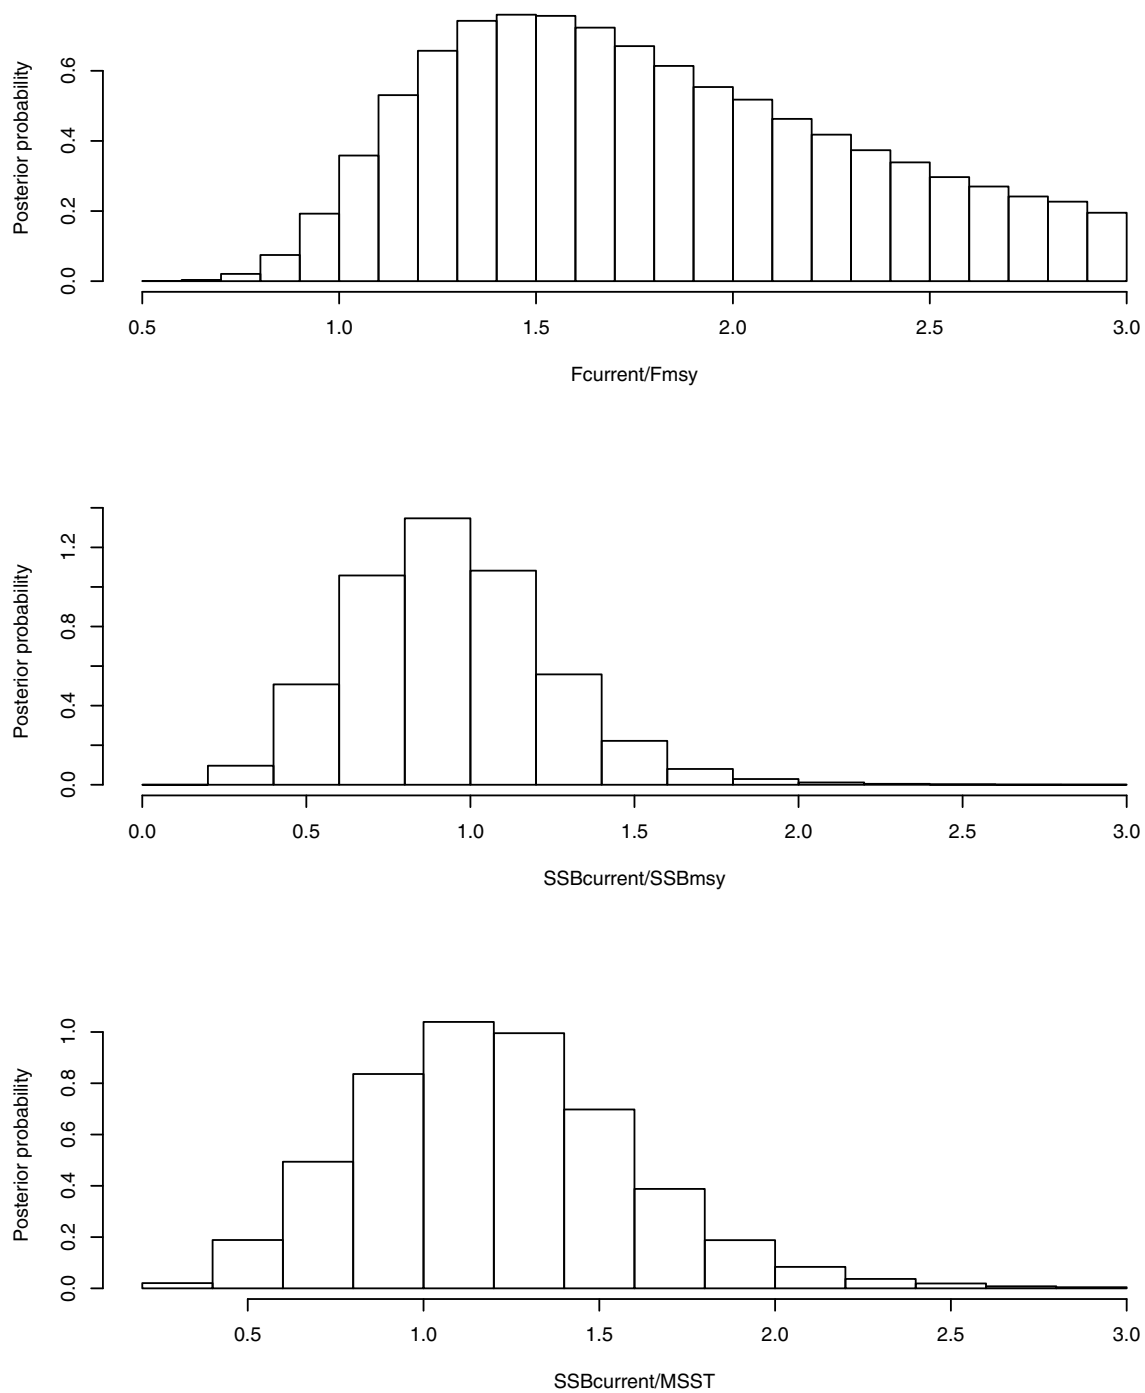 Posterior probability
0.0 0.2 0.4 0.6
0.5 1.0 1.5 2.0 2.5 3.0
Fcurrent/Fmsy
Posterior probability
0.0 0.4 0.8 1.2
0.0 0.5 1.0 1.5 2.0 2.5 3.0
SSBcurrent/SSBmsy
Posterior probability
0.0 0.2 0.4 0.6 0.8 1.0
0.5 1.0 1.5 2.0 2.5 3.0
SSBcurrent/MSST